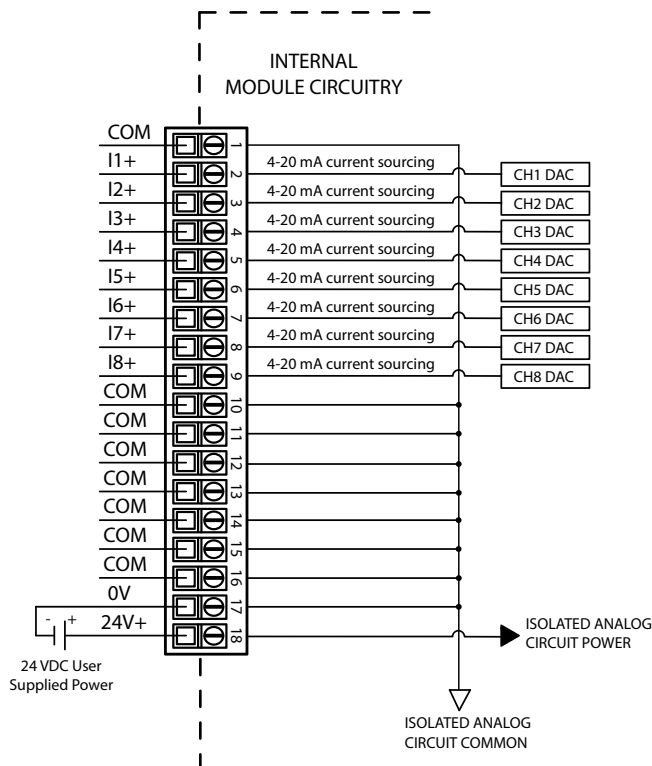 INTERNAL
MODULE CIRCUITRY
COM
1
I1+
2
4-20 mA current sourcing
CH1 DAC
I2+
3
4-20 mA current sourcing
CH2 DAC
I3+
4
4-20 mA current sourcing
CH3 DAC
I4+
5
4-20 mA current sourcing
CH4 DAC
I5+
6
4-20 mA current sourcing
CH5 DAC
I6+
7
4-20 mA current sourcing
CH6 DAC
I7+
8
4-20 mA current sourcing
CH7 DAC
I8+
9
4-20 mA current sourcing
CH8 DAC
COM
10
COM
11
COM
12
COM
13
COM
14
COM
15
COM
16
0V
17
- +
24V+
18
24 VDC User
Supplied Power
ISOLATED ANALOG
CIRCUIT POWER
ISOLATED ANALOG
CIRCUIT COMMON